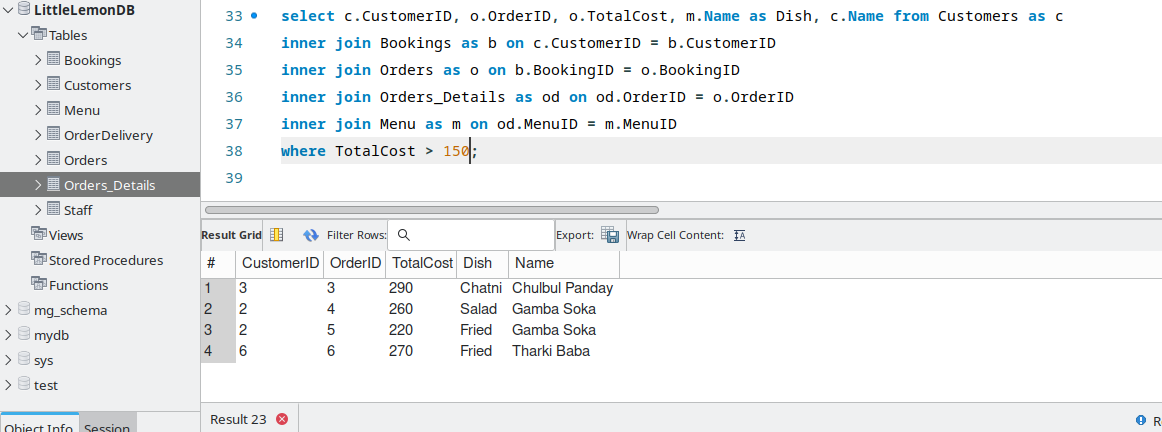 LittleLemonDB
Tables
Bookings
Customers
Menu
OrderDelivery
Orders
Orders_Details
Staff
Views
Stored Procedures
Functions
mg_schema
mydb
sys
test
Object Info Session
33 select c.CustomerID, o.OrderID, o.TotalCost, m.Name as Dish, c.Name from Customers as c
34 inner join Bookings as b on c.CustomerID = b.CustomerID
35 inner join Orders as o on b.BookingID = o.BookingID
36 inner join Orders_Details as od on od.OrderID = o.OrderID
37 inner join Menu as m on od.MenuID = m.MenuID
38 where TotalCost > 150;
39
Result Grid Filter Rows: Export: Wrap Cell Content:
# CustomerID OrderID TotalCost Dish Name
1 3 3 290 Chatni Chulbul Panday
2 2 4 260 Salad Gamba Soka
3 2 5 220 Fried Gamba Soka
4 6 6 270 Fried Tharki Baba
Result 23